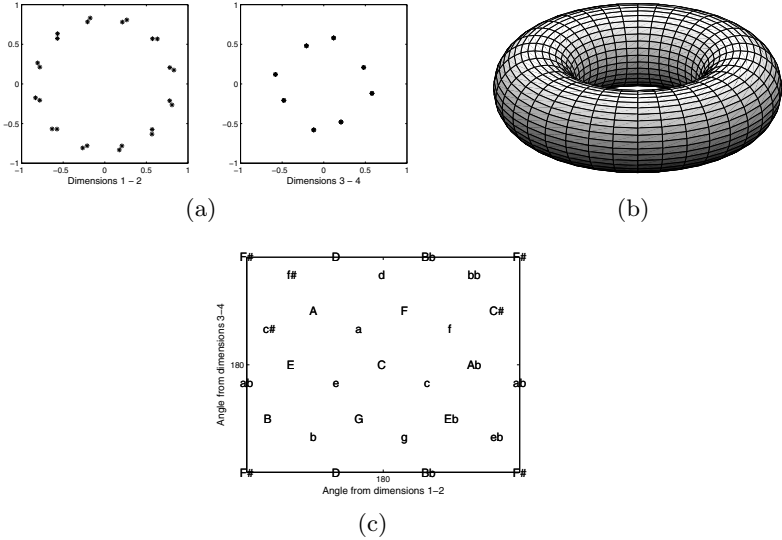 1
0.5
0
−0.5
−1
−1 −0.5 0 0.5 1
Dimensions 1 − 2
1
0.5
0
−0.5
−1
−1 −0.5 0 0.5 1
Dimensions 3 − 4
(a)
(b)
F# D Bb F#
f# d bb
A F C#
c# a f
180 E C Ab
ab e c ab
B G Eb
b g eb
F# D Bb F#
180
Angle from dimensions 1−2
Angle from dimensions 3−4
(c)